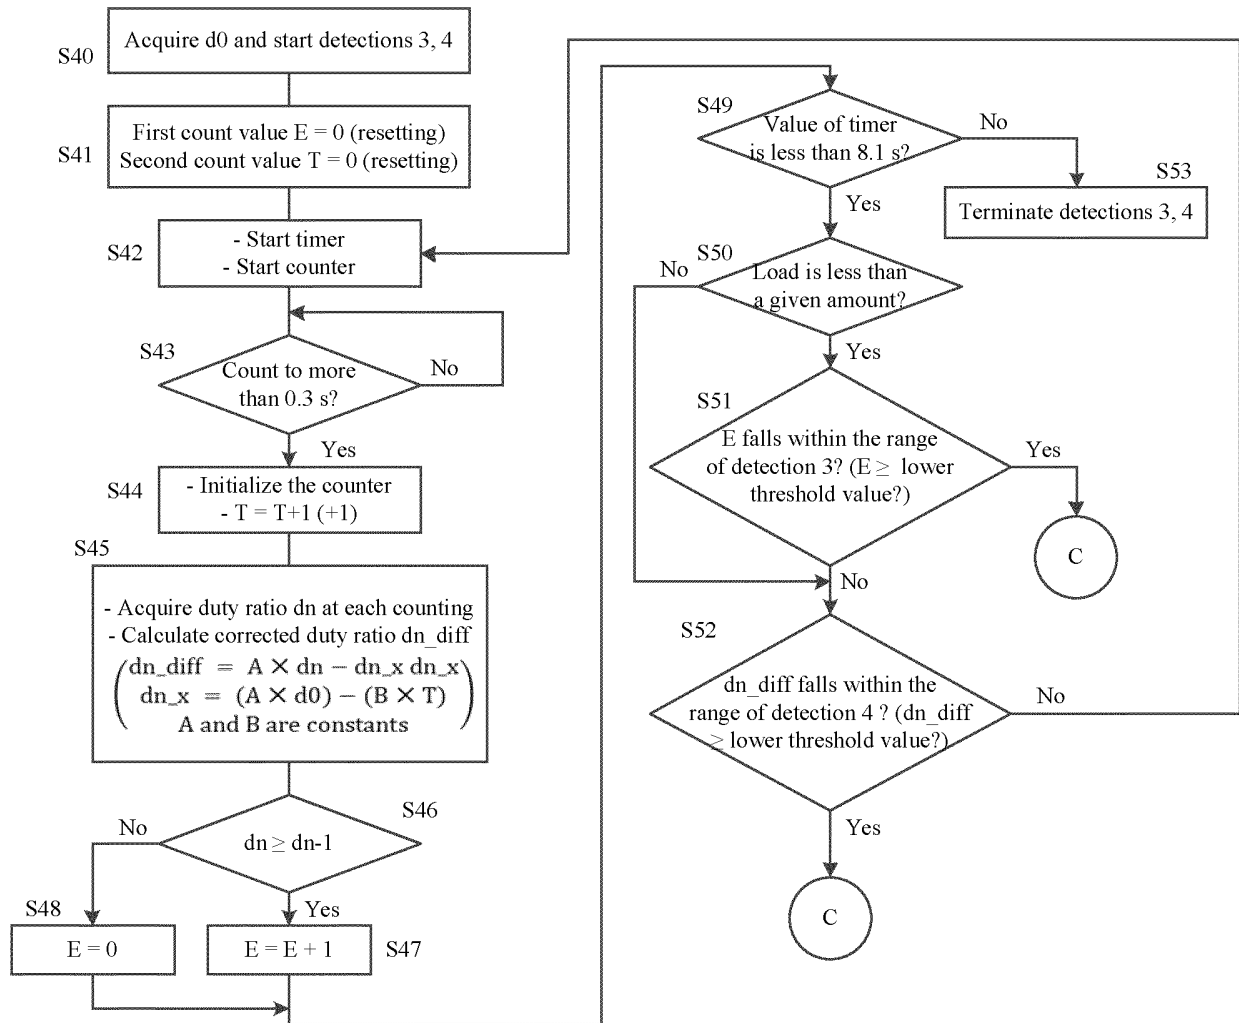 S40
Acquire d0 and start detections 3, 4
S41
First count value E = 0 (resetting)
Second count value T = 0 (resetting)
S42
- Start timer
- Start counter
S43
Count to more
than 0.3 s?
No
Yes
S44
- Initialize the counter
- T = T+1 (+1)
S45
- Acquire duty ratio dn at each counting
- Calculate corrected duty ratio dn_diff
(dn_diff = A × dn − dn_x dn_x
dn_x = (A × d0) − (B × T)
A and B are constants)
S46
dn ≥ dn-1
No
Yes
S48
E = 0
E = E + 1
S47
S49
Value of timer
is less than 8.1 s?
No
Yes
S53
Terminate detections 3, 4
S50
Load is less than
a given amount?
No
Yes
S51
E falls within the range
of detection 3? (E ≥ lower
threshold value?)
Yes
C
No
S52
dn_diff falls within the
range of detection 4 ? (dn_diff
≥ lower threshold value?)
No
Yes
C